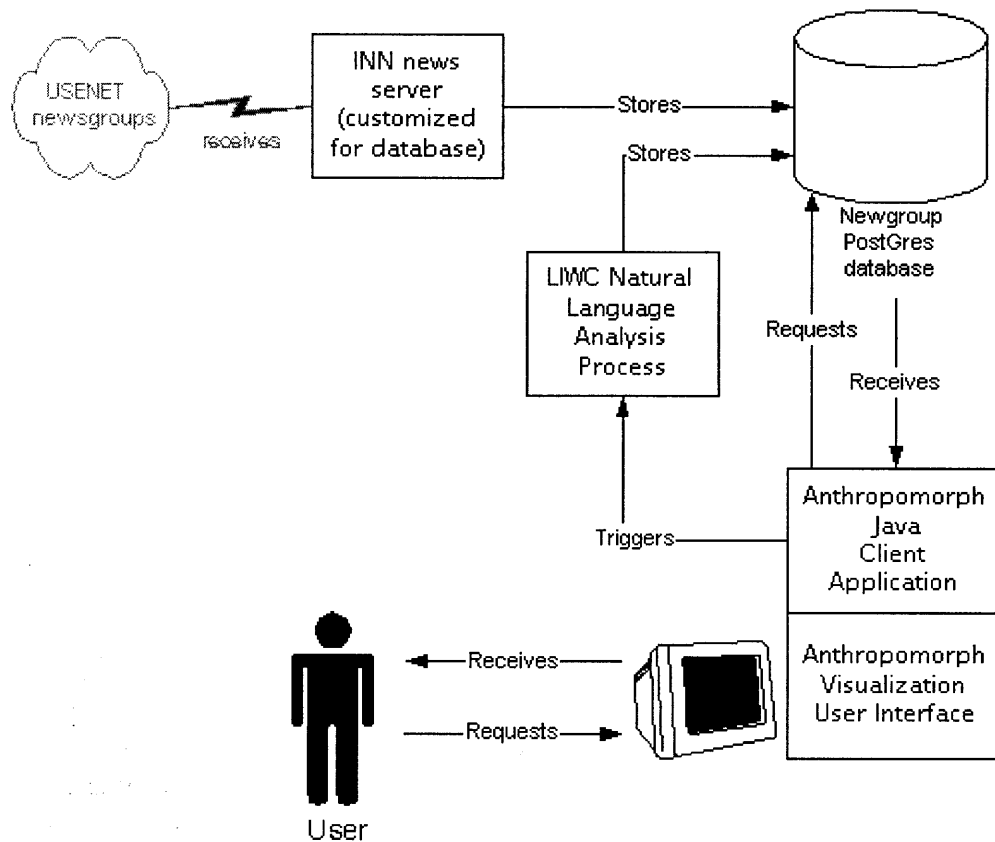 USENET
newsgroups
receives
INN news
server
(customized
for database)
Stores
Stores
Newgroup
PostGres
database
LIWC Natural
Language
Analysis
Process
Requests
Receives
Triggers
Anthropomorph
Java
Client
Application
Anthropomorph
Visualization
User Interface
Receives
Requests
User